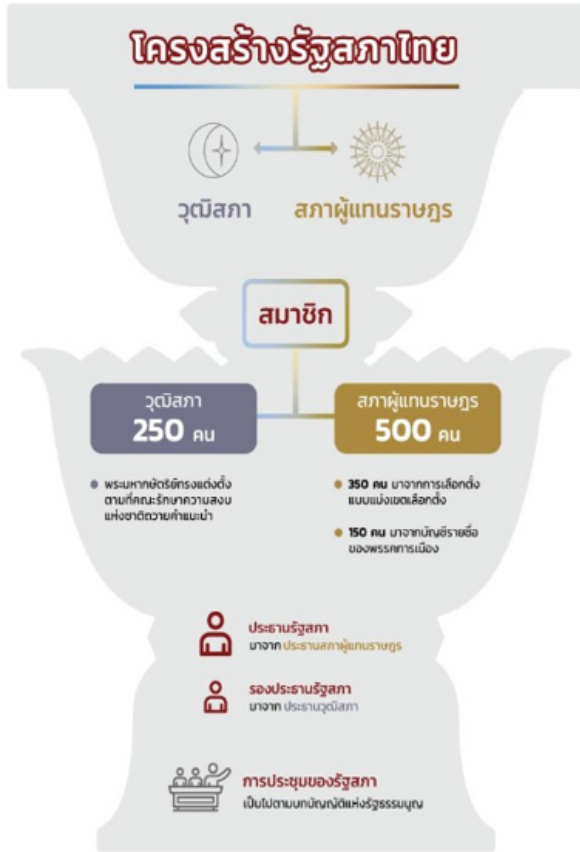 โครงสร้างรัฐสภาไทย
วุฒิสภา
สภาผู้แทนราษฎร
สมาชิก
วุฒิสภา
250 คน
สภาผู้แทนราษฎร
500 คน
พระมหากษัตริย์ทรงแต่งตั้ง
ตามที่คณะรักษาความสงบ
แห่งชาติถวายคำแนะนำ
350 คน มาจากการเลือกตั้ง
แบบแบ่งเขตเลือกตั้ง
150 คน มาจากบัญชีรายชื่อ
ของพรรคการเมือง
ประธานรัฐสภา
มาจาก ประธานสภาผู้แทนราษฎร
รองประธานรัฐสภา
มาจาก ประธานวุฒิสภา
การประชุมของรัฐสภา
เป็นไปตามบทบัญญัติแห่งรัฐธรรมนูญ